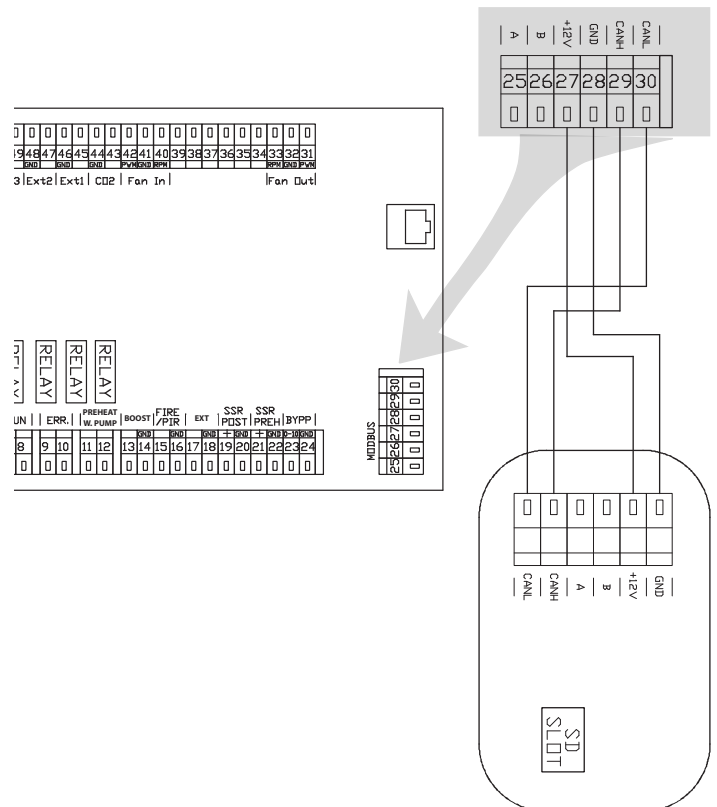 A B +12V GND CANH CANL
25 26 27 28 29 30
48 47 46 45 44 43 42 41 40 39 38 37 36 35 34 33 32 31
GND GND GND PWM GND RPM RPM GND PWM
3 Ext2 Ext1 CO2 Fan In Fan Out
RELAY RELAY RELAY
UN ERR. PREHEAT W. PUMP BOOST FIRE /PIR EXT SSR POST SSR PREH BYPP
GND GND GND + GND + GND 0-10 GND
8 9 10 11 12 13 14 15 16 17 18 19 20 21 22 23 24
MODBUS
25 26 27 28 29 30
CANL CANH A B +12V GND
SD
SLOT